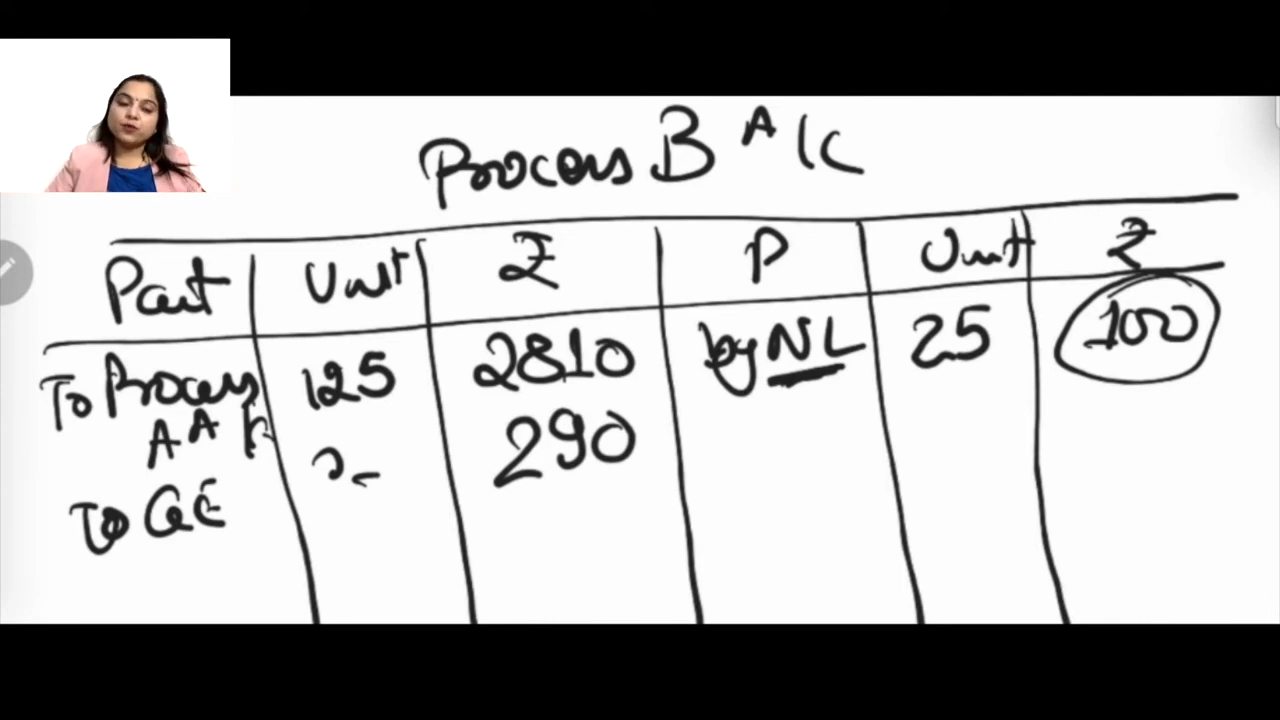 Process B A/c
Part Unit ₹ P Unit ₹
To Process 125 2810 by NL 25 100
A A 290
To GE